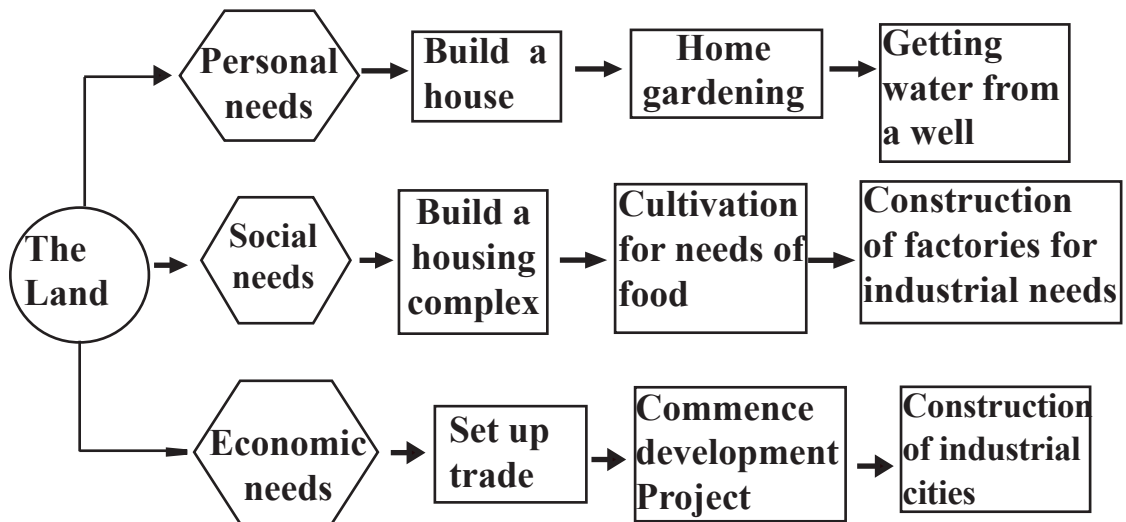 Personal
needs
Build a
house
Home
gardening
Getting
water from
a well
The
Land
Social
needs
Build a
housing
complex
Cultivation
for needs of
food
Construction
of factories for
industrial needs
Economic
needs
Set up
trade
Commence
development
Project
Construction
of industrial
cities